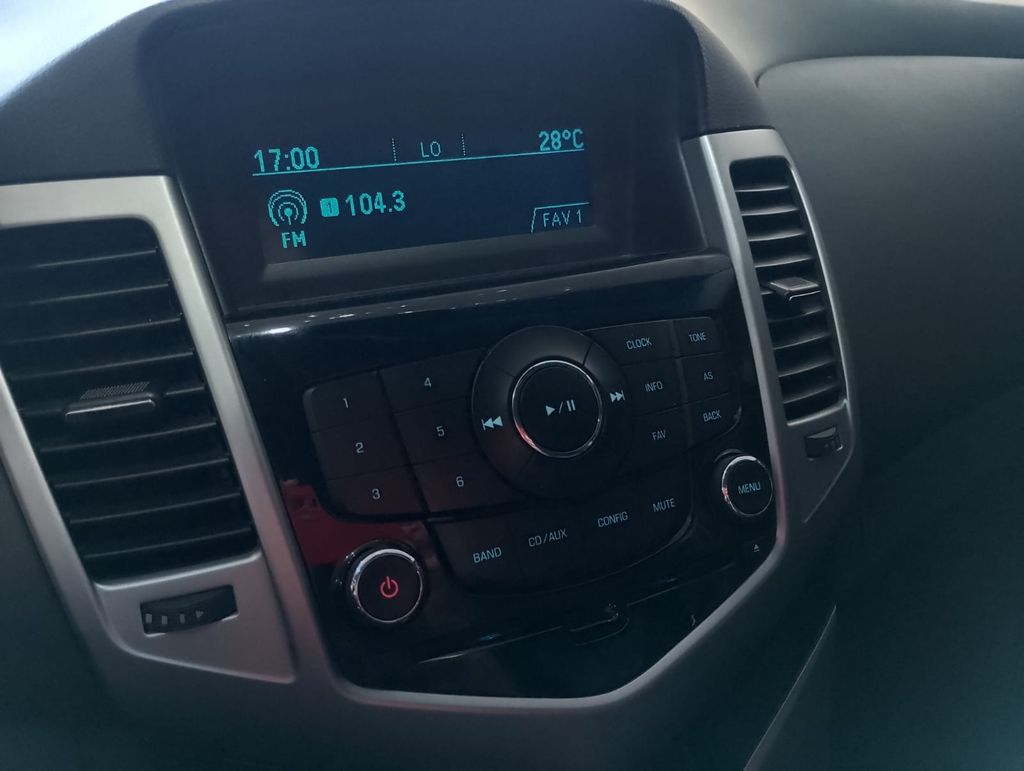 17:00 LO 28°C
1 104.3
FM FAV 1
1 4 CLOCK TONE
2 5 INFO AS
3 6 FAV BACK
BAND CD/AUX CONFIG MUTE MENU